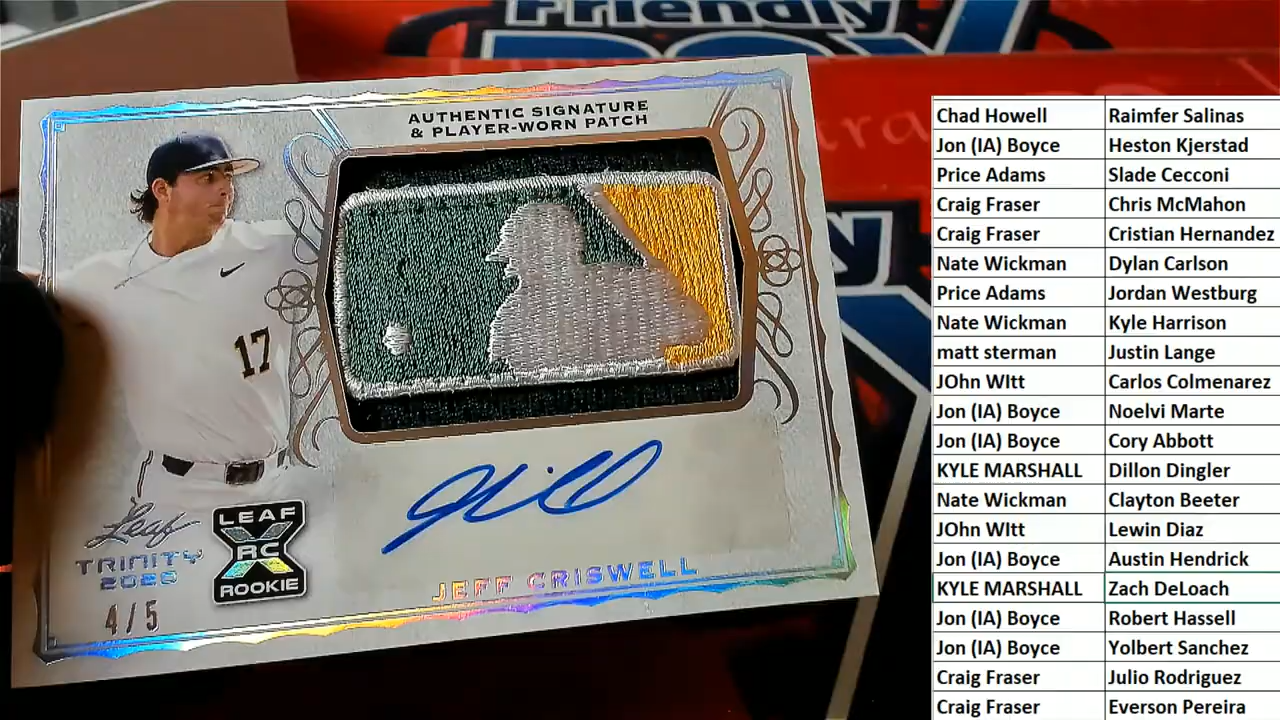 Friendly
BOX
AUTHENTIC SIGNATURE
& PLAYER-WORN PATCH
17
Leaf
TRINITY
2020
4/5
LEAF
X
RC
ROOKIE
JEFF CRISWELL
Chad Howell Raimfer Salinas
Jon (IA) Boyce Heston Kjerstad
Price Adams Slade Cecconi
Craig Fraser Chris McMahon
Craig Fraser Cristian Hernandez
Nate Wickman Dylan Carlson
Price Adams Jordan Westburg
Nate Wickman Kyle Harrison
matt sterman Justin Lange
JOhn WItt Carlos Colmenarez
Jon (IA) Boyce Noelvi Marte
Jon (IA) Boyce Cory Abbott
KYLE MARSHALL Dillon Dingler
Nate Wickman Clayton Beeter
JOhn WItt Lewin Diaz
Jon (IA) Boyce Austin Hendrick
KYLE MARSHALL Zach DeLoach
Jon (IA) Boyce Robert Hassell
Jon (IA) Boyce Yolbert Sanchez
Craig Fraser Julio Rodriguez
Craig Fraser Everson Pereira